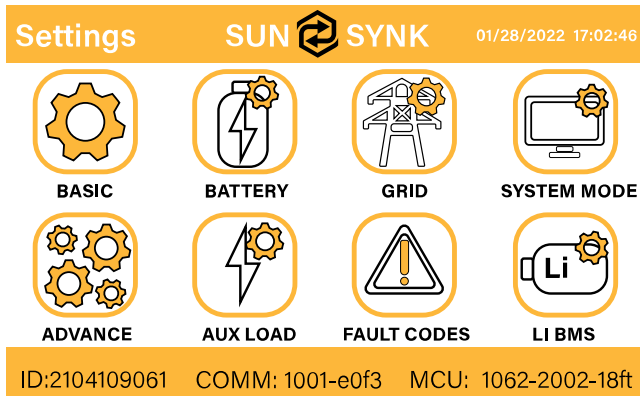 Settings SUN SYNK 01/28/2022 17:02:46
BASIC BATTERY GRID SYSTEM MODE
Li
ADVANCE AUX LOAD FAULT CODES LI BMS
ID:2104109061 COMM: 1001-e0f3 MCU: 1062-2002-18ft